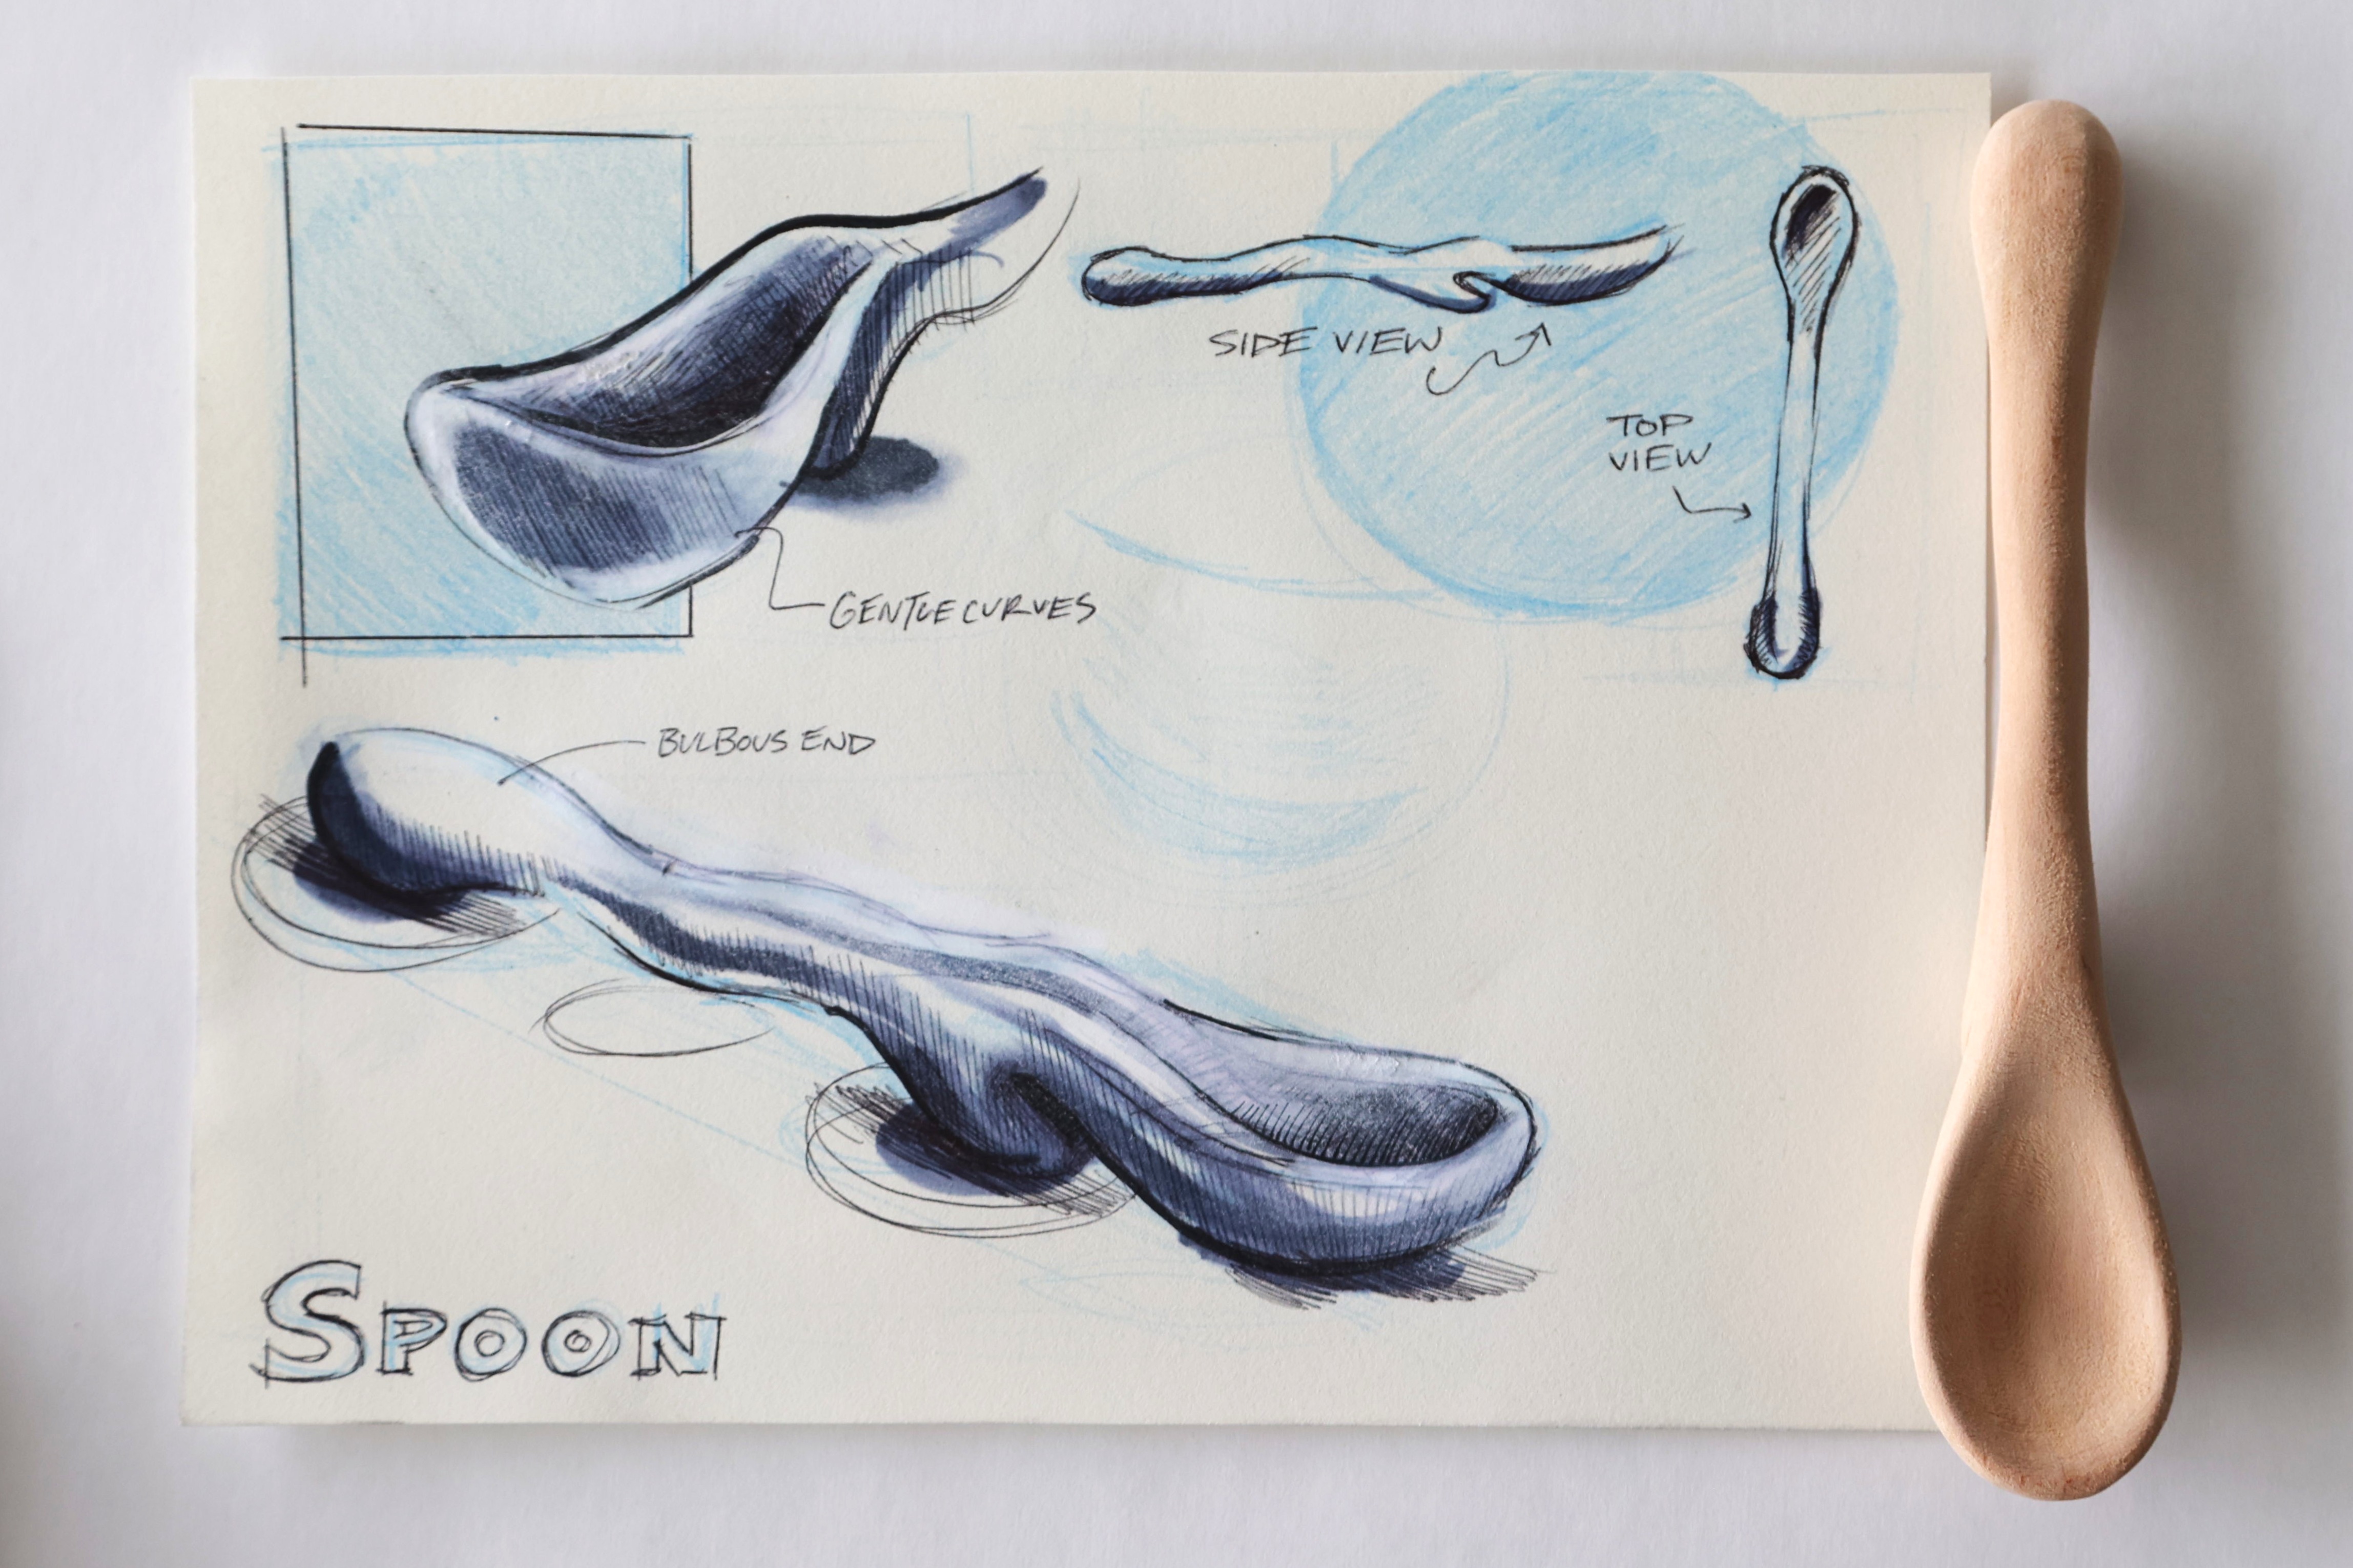 SIDE VIEW
TOP
VIEW
GENTLE CURVES
BULBOUS END
SPOON